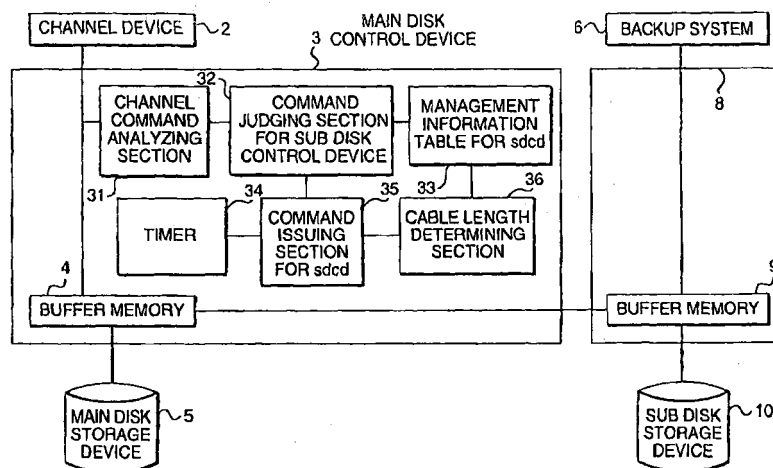 CHANNEL DEVICE
2
MAIN DISK
CONTROL DEVICE
3
6
BACKUP SYSTEM
8
32
CHANNEL
COMMAND
ANALYZING
SECTION
31
COMMAND
JUDGING SECTION
FOR SUB DISK
CONTROL DEVICE
MANAGEMENT
INFORMATION
TABLE FOR sdcd
33
34
TIMER
35
COMMAND
ISSUING
SECTION
FOR sdcd
36
CABLE LENGTH
DETERMINING
SECTION
4
BUFFER MEMORY
9
BUFFER MEMORY
MAIN DISK
STORAGE
DEVICE
5
SUB DISK
STORAGE
DEVICE
10